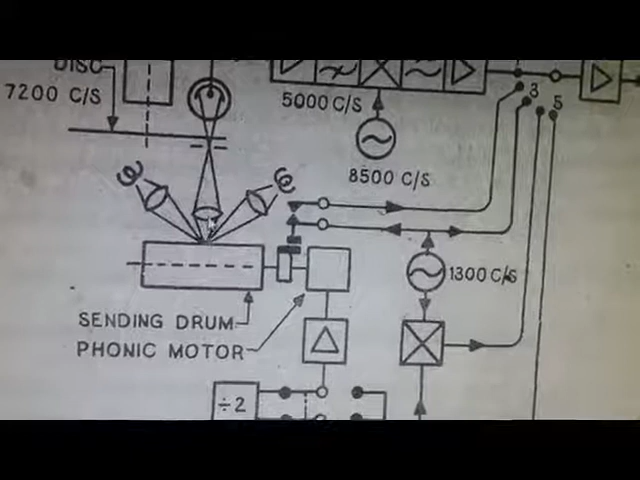 DISC
7200 C/S
5000 C/S
3
5
8500 C/S
1300 C/S
SENDING DRUM
PHONIC MOTOR
÷2